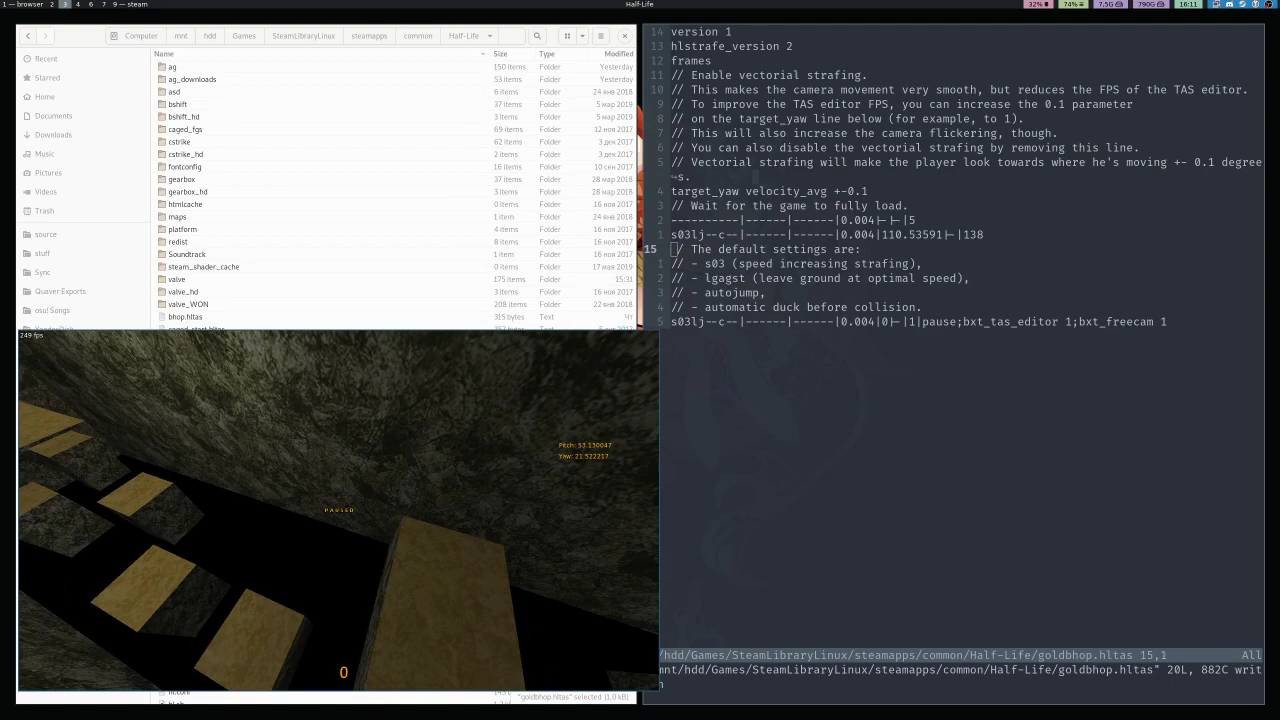 1 — browser 2 3 4 6 7 9 — steam
Half-Life
32% 74% 7,5G 790G 16:11
Computer mnt hdd Games SteamLibraryLinux steamapps common Half-Life
Name Size Type Modified
Recent
Starred
Home
Documents
Downloads
Music
Pictures
Videos
Trash
source
stuff
Sync
Quaver Exports
osu! Songs
ag 150 items Folder Yesterday
ag_downloads 53 items Folder Yesterday
asd 6 items Folder 24 янв 2018
bshift 37 items Folder 5 мар 2019
bshift_hd 3 items Folder 5 мар 2019
caged_fgs 69 items Folder 12 ноя 2017
cstrike 62 items Folder 3 дек 2017
cstrike_hd 2 items Folder 3 дек 2017
fontconfig 16 items Folder 10 сен 2017
gearbox 37 items Folder 28 мар 2018
gearbox_hd 3 items Folder 28 мар 2018
htmlcache 9 items Folder 16 ноя 2017
maps 1 item Folder 24 янв 2018
platform 4 items Folder 16 ноя 2017
redist 8 items Folder 16 ноя 2017
Soundtrack 1 item Folder 16 ноя 2017
steam_shader_cache 0 items Folder 17 мая 2019
valve 175 items Folder 15:31
valve_hd 3 items Folder 16 ноя 2017
valve_WON 208 items Folder 22 янв 2018
bhop.hltas 315 bytes Text Чт
249 fps
Pitch: 53.130047
Yaw: 21.522217
PAUSED
0
"goldbhop.hltas" selected (1,0 kB)
14 version 1
13 hlstrafe_version 2
12 frames
11 // Enable vectorial strafing.
10 // This makes the camera movement very smooth, but reduces the FPS of the TAS editor.
9 // To improve the TAS editor FPS, you can increase the 0.1 parameter
8 // on the target_yaw line below (for example, to 1).
7 // This will also increase the camera flickering, though.
6 // You can also disable the vectorial strafing by removing this line.
5 // Vectorial strafing will make the player look towards where he's moving +- 0.1 degree
↪s.
4 target_yaw velocity_avg +-0.1
3 // Wait for the game to fully load.
2 ----------|------|------|0.004|-|-|5
1 s03lj--c--|------|------|0.004|110.53591|-|138
15 // The default settings are:
1 // - s03 (speed increasing strafing),
2 // - lgagst (leave ground at optimal speed),
3 // - autojump,
4 // - automatic duck before collision.
5 s03lj--c--|------|------|0.004|0|-|1|pause;bxt_tas_editor 1;bxt_freecam 1
/hdd/Games/SteamLibraryLinux/steamapps/common/Half-Life/goldbhop.hltas 15,1 All
mnt/hdd/Games/SteamLibraryLinux/steamapps/common/Half-Life/goldbhop.hltas" 20L, 882C writ